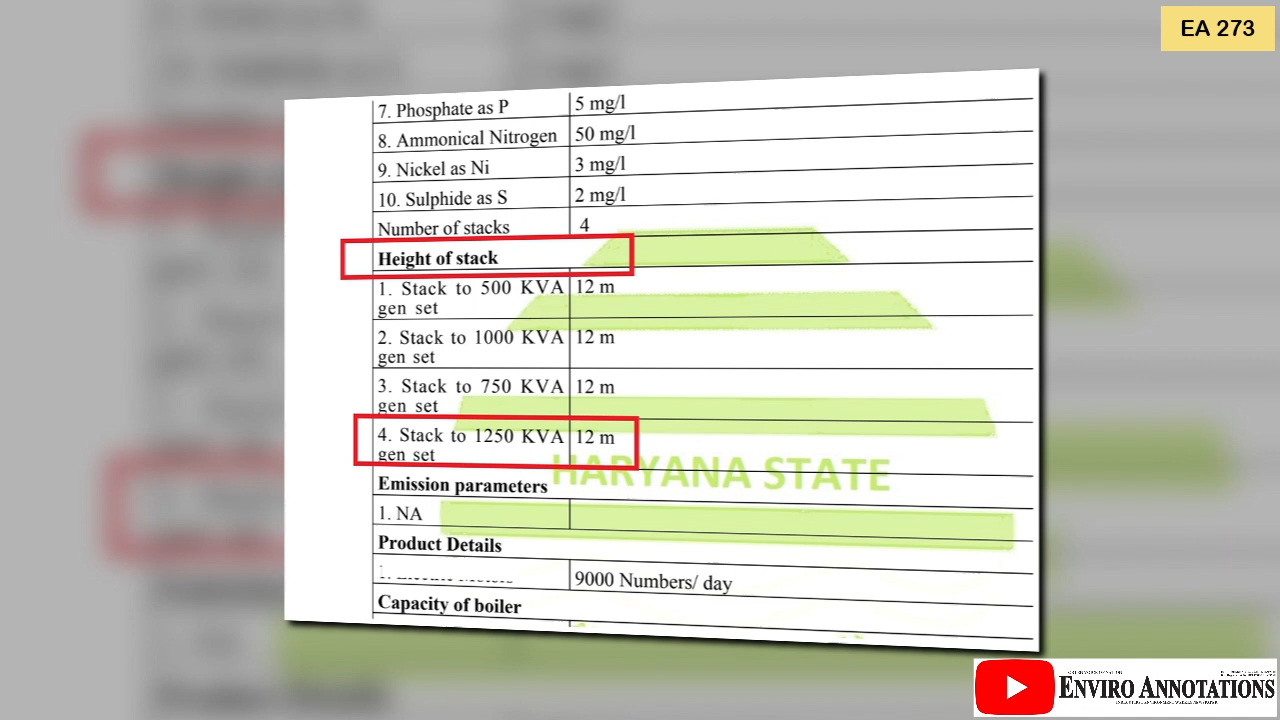 EA 273
7. Phosphate as P 5 mg/l
8. Ammonical Nitrogen 50 mg/l
9. Nickel as Ni 3 mg/l
10. Sulphide as S 2 mg/l
Number of stacks 4
Height of stack
1. Stack to 500 KVA 12 m
gen set
2. Stack to 1000 KVA 12 m
gen set
3. Stack to 750 KVA 12 m
gen set
4. Stack to 1250 KVA 12 m
gen set
HARYANA STATE
Emission parameters
1. NA
Product Details
9000 Numbers/ day
Capacity of boiler
ENVIRO ANNOTATIONS